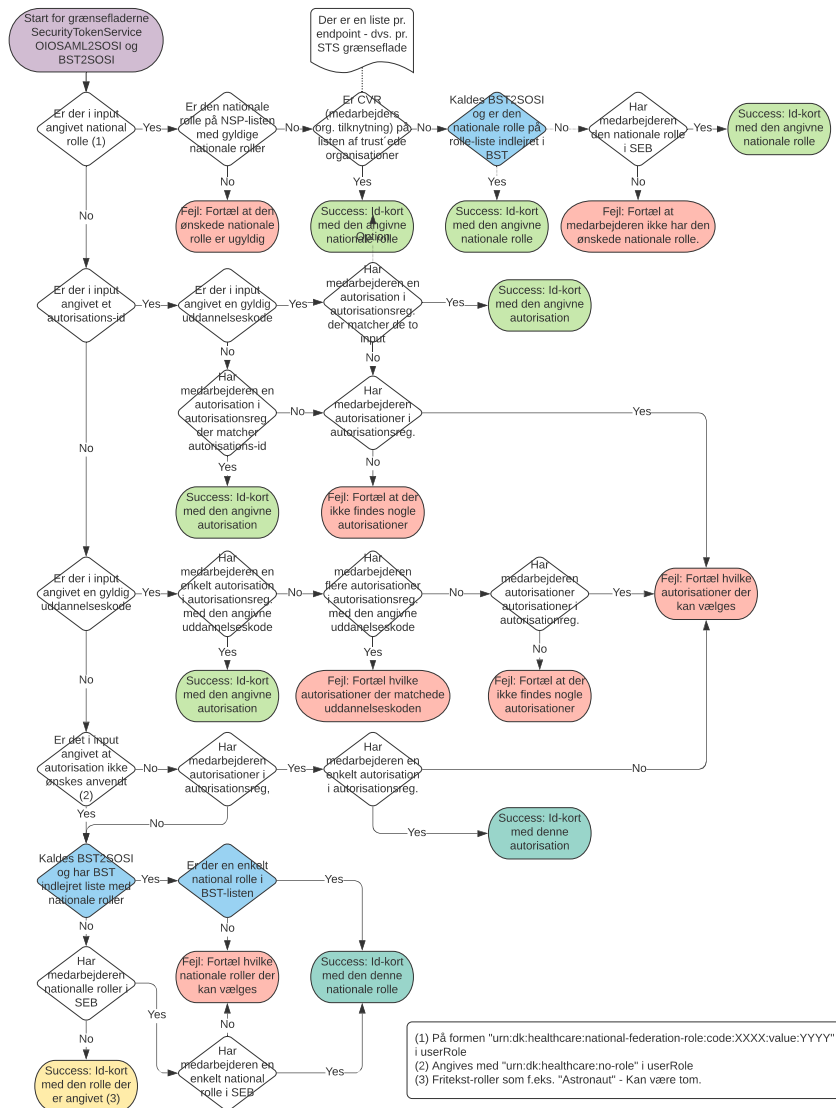 Start for grænsefladerne
SecurityTokenService
OIOSAML2SOSI og
BST2SOSI
Der er en liste pr.
endpoint - dvs. pr.
STS grænseflade
Er der i input
angivet national
rolle (1)
Yes
Er den nationale
rolle på NSP-listen
med gyldige
nationale roller
No
Er CVR
(medarbejders
org. tilknytning) på
listen af trust´ede
organisationer
No
Kaldes BST2SOSI
og er den
nationale rolle på
rolle-liste indlejret i
BST
No
Har
medarbejderen
den nationale rolle
i SEB
Yes
Success: Id-kort
med den angivne
nationale rolle
No
No
Yes
Yes
No
Fejl: Fortæl at den
ønskede nationale
rolle er ugyldig
Success: Id-kort
med den angivne
nationale rolle
Option
Success: Id-kort
med den angivne
nationale rolle
Fejl: Fortæl at
medarbejderen ikke har den
ønskede nationale rolle.
Er der i input
angivet et
autorisations-id
Yes
Er der i input
angivet en gyldig
uddannelseskode
Yes
Har
medarbejderen en
autorisation i
autorisationsreg.
der matcher de to
input
Yes
Success: Id-kort
med den angivne
autorisation
No
No
No
Har
medarbejderen en
autorisation i
autorisationsreg.
der matcher
autorisations-id
No
Har
medarbejderen
autorisationer i
autorisationsreg.
Yes
Yes
No
Success: Id-kort
med den angivne
autorisation
Fejl: Fortæl at der
ikke findes nogle
autorisationer
Er der i input
angivet en gyldig
uddannelseskode
Yes
Har
medarbejderen en
enkelt autorisation
i autorisationsreg.
med den angivne
uddannelseskode
No
Har
medarbejderen
flere autorisationer
i autorisationsreg.
med den angivne
uddannelseskode
No
Har
medarbejderen
autorisationer
autorisationer i
autorisationreg.
Yes
Fejl: Fortæl hvilke
autorisationer der
kan vælges
No
Yes
Yes
No
Success: Id-kort
med den angivne
autorisation
Fejl: Fortæl hvilke
autorisationer der matchede
uddannelseskoden
Fejl: Fortæl at der
ikke findes nogle
autorisationer
Er det i input
angivet at
autorisation ikke
ønskes anvendt
(2)
No
Har
medarbejderen
autorisationer i
autorisationsreg,
Yes
Har
medarbejderen en
enkelt autorisation
i autorisationsreg.
No
Yes
No
Yes
Success: Id-kort
med denne
autorisation
Kaldes BST2SOSI
og har BST
indlejret liste med
nationale roller
Yes
Er der en enkelt
national rolle i
BST-listen
Yes
No
No
Har
medarbejderen
nationalle roller i
SEB
Yes
Fejl: Fortæl hvilke
nationale roller der
kan vælges
Success: Id-kort
med den denne
nationale rolle
No
No
Success: Id-kort
med den rolle der
er angivet (3)
Har
medarbejderen en
enkelt national
rolle i SEB
Yes
(1) På formen "urn:dk:healthcare:national-federation-role:code:XXXX:value:YYYY"
i userRole
(2) Angives med "urn:dk:healthcare:no-role" i userRole
(3) Fritekst-roller som f.eks. "Astronaut" - Kan være tom.